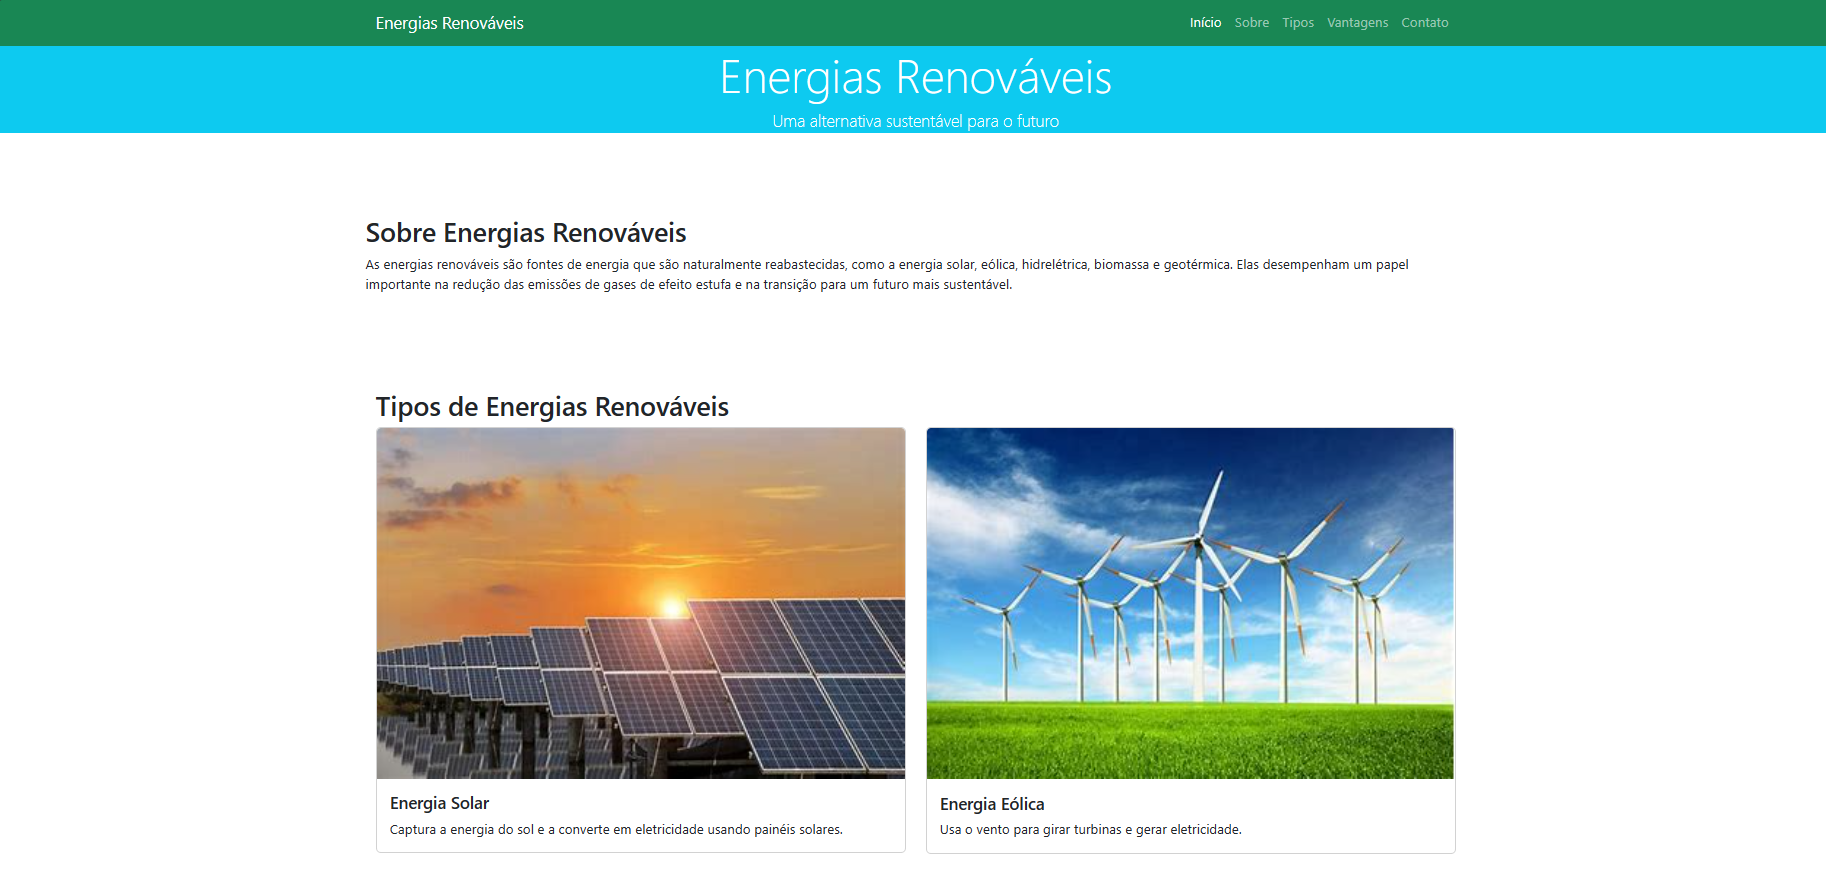 Energias Renováveis
Início Sobre Tipos Vantagens Contato
Energias Renováveis
Uma alternativa sustentável para o futuro
Sobre Energias Renováveis
As energias renováveis são fontes de energia que são naturalmente reabastecidas, como a energia solar, eólica, hidrelétrica, biomassa e geotérmica. Elas desempenham um papel
importante na redução das emissões de gases de efeito estufa e na transição para um futuro mais sustentável.
Tipos de Energias Renováveis
Energia Solar
Captura a energia do sol e a converte em eletricidade usando painéis solares.
Energia Eólica
Usa o vento para girar turbinas e gerar eletricidade.